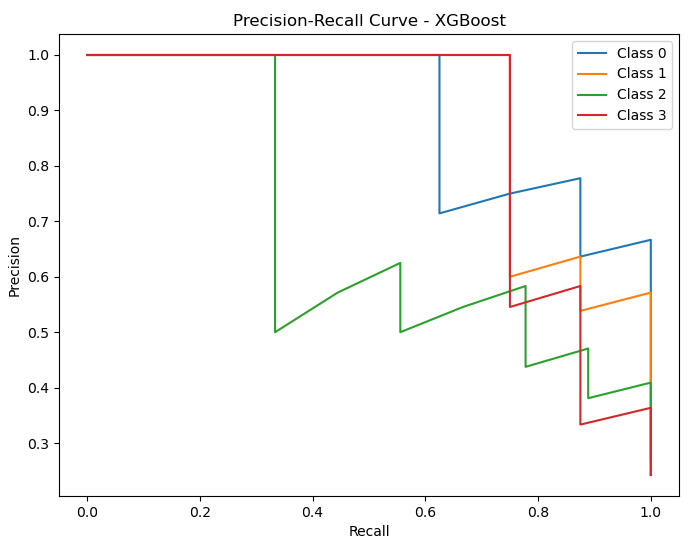 Precision-Recall Curve - XGBoost
Class 0
Class 1
Class 2
Class 3
Precision
1.0
0.9
0.8
0.7
0.6
0.5
0.4
0.3
0.0 0.2 0.4 0.6 0.8 1.0
Recall